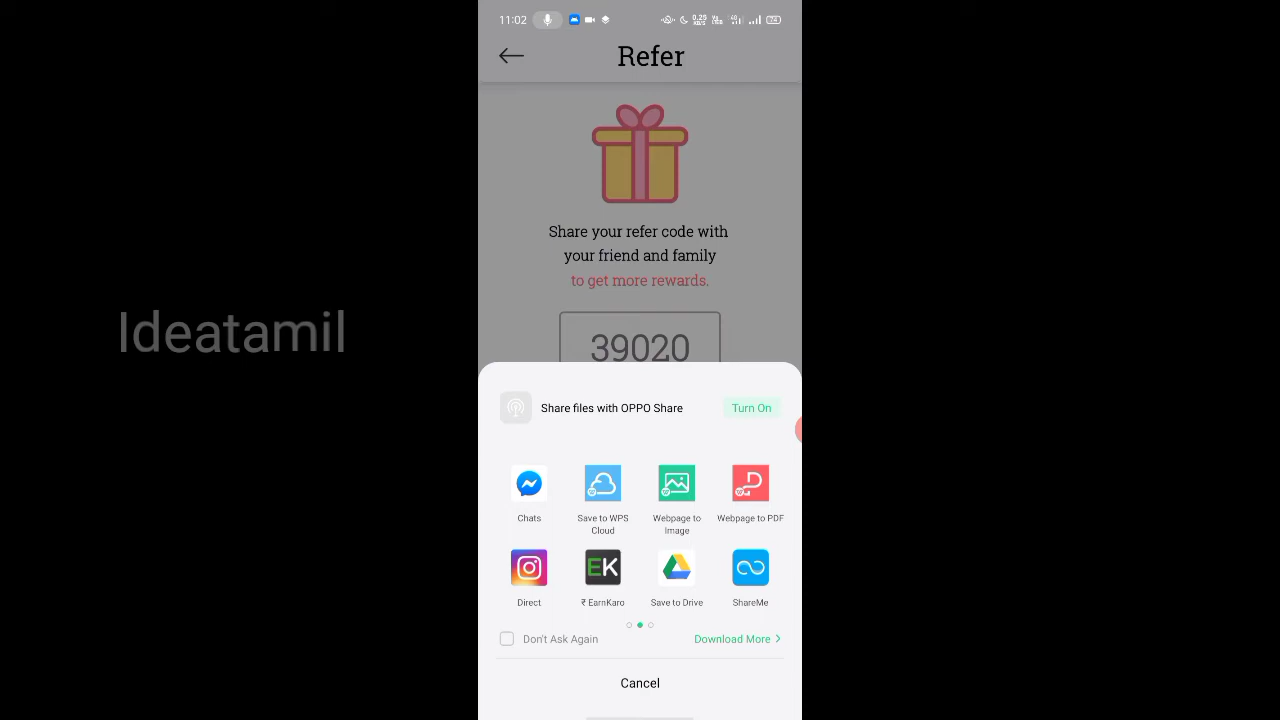 11:02
Refer
Share your refer code with
your friend and family
to get more rewards.
39020
Ideatamil
Share files with OPPO Share
Turn On
Chats
Save to WPS
Cloud
Webpage to
Image
Webpage to PDF
EK
Direct
₹ EarnKaro
Save to Drive
ShareMe
Don't Ask Again
Download More >
Cancel